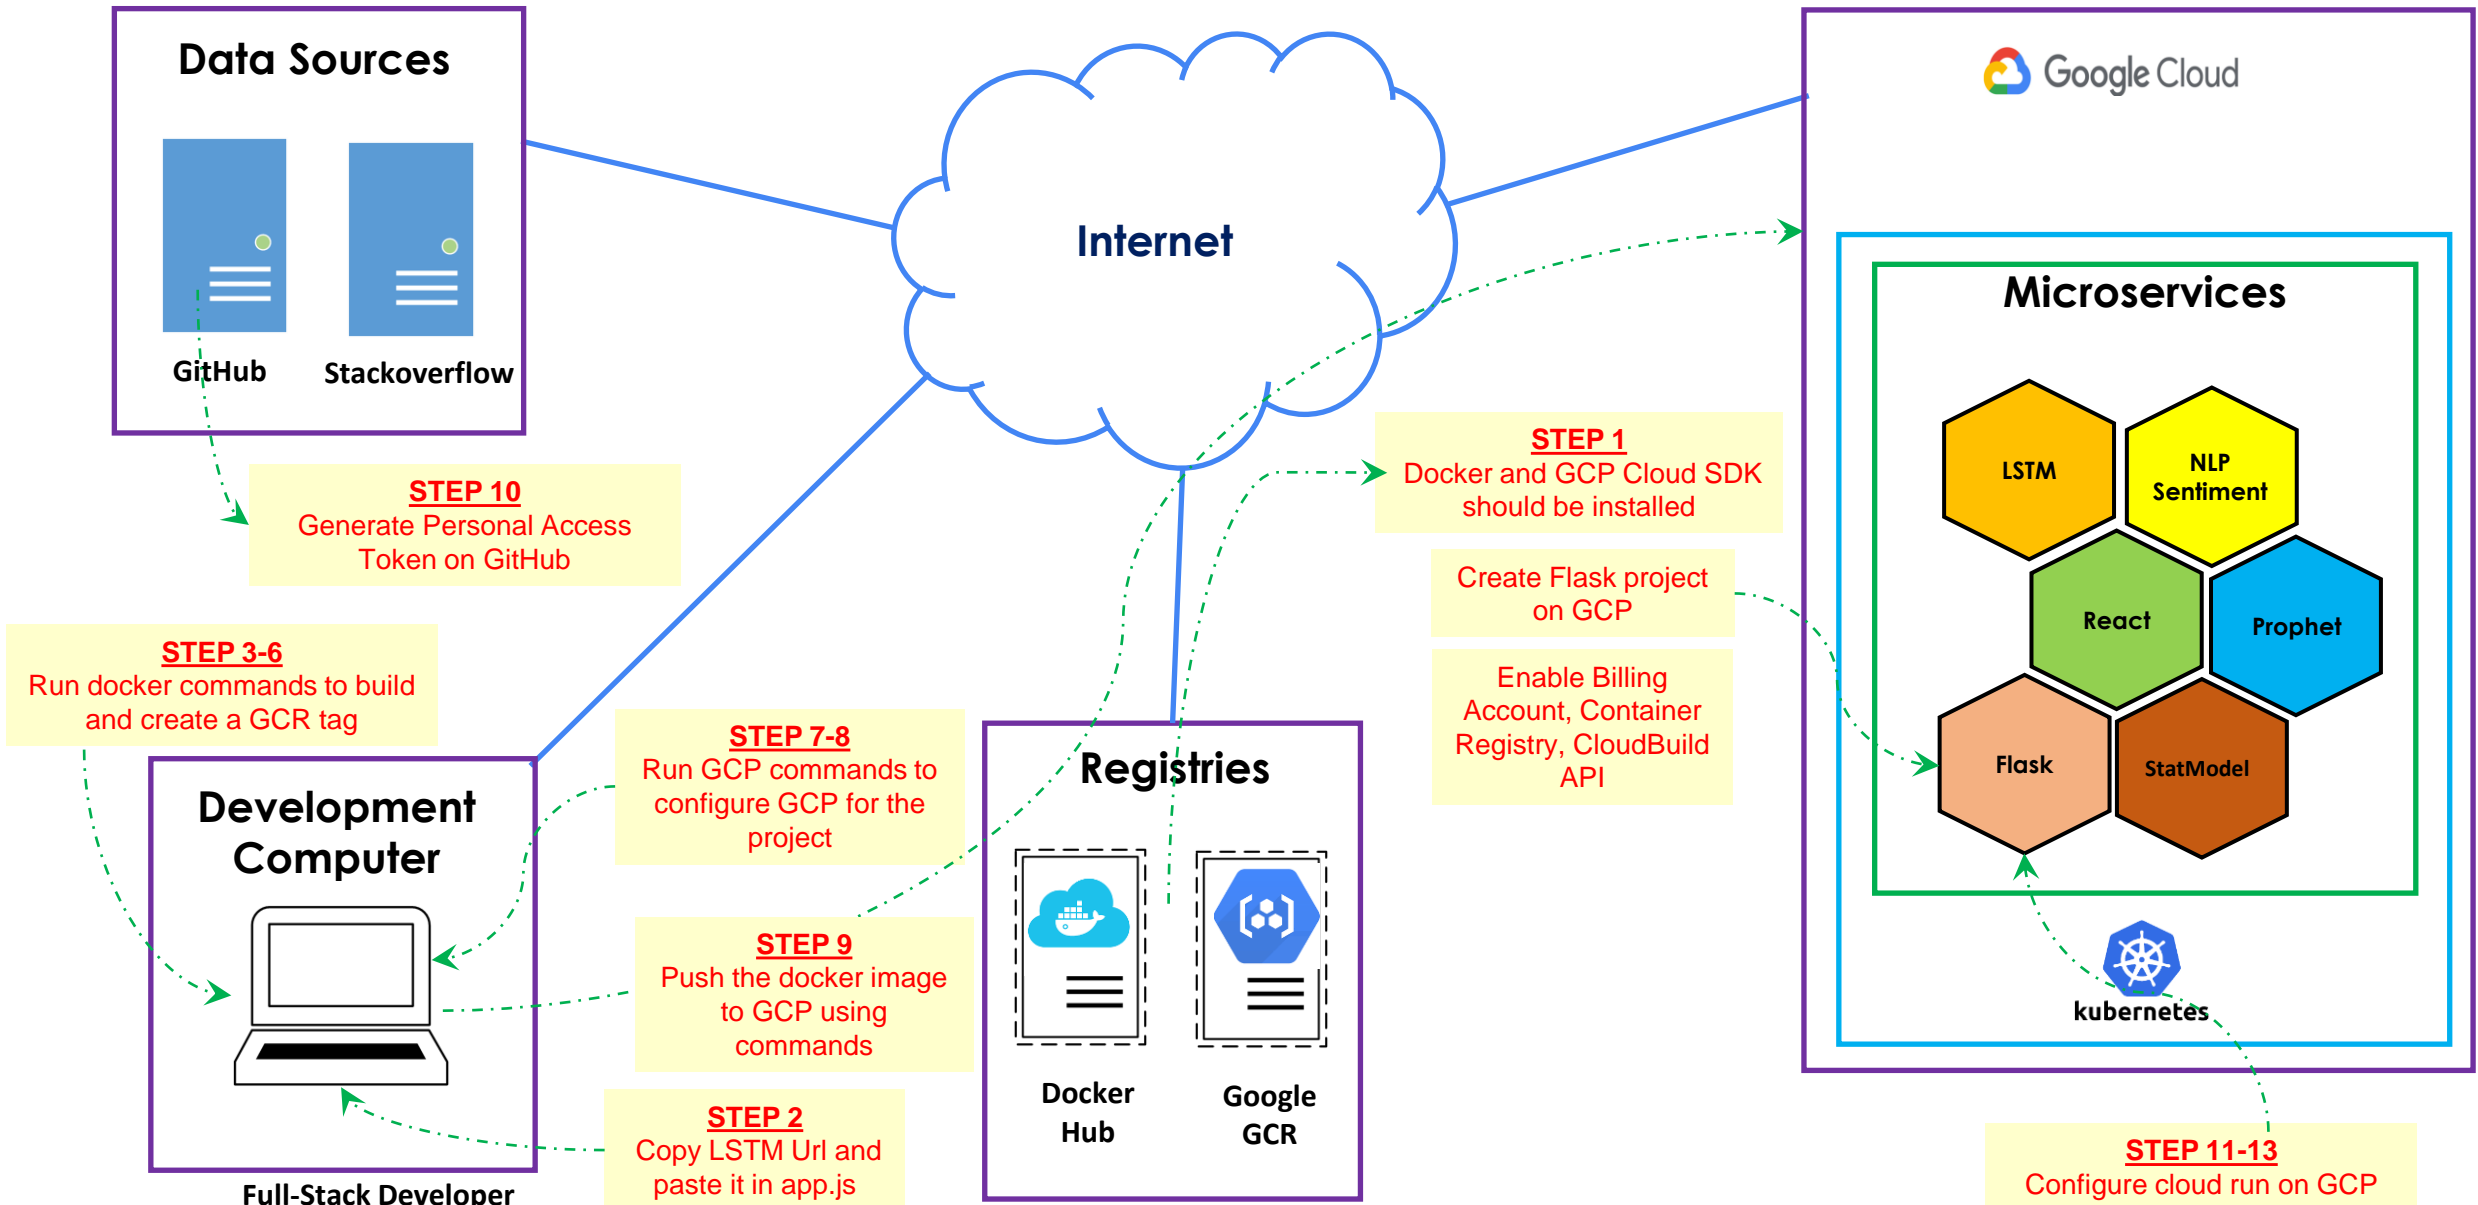 Data Sources
GitHub
Stackoverflow
Internet
Google Cloud
Microservices
LSTM
NLP
Sentiment
React
Prophet
Flask
StatModel
kubernetes
STEP 10
Generate Personal Access
Token on GitHub
STEP 1
Docker and GCP Cloud SDK
should be installed
Create Flask project
on GCP
Enable Billing
Account, Container
Registry, CloudBuild
API
STEP 3-6
Run docker commands to build
and create a GCR tag
STEP 7-8
Run GCP commands to
configure GCP for the
project
Development
Computer
Full-Stack Developer
STEP 9
Push the docker image
to GCP using
commands
STEP 2
Copy LSTM Url and
paste it in app.js
Registries
Docker
Hub
Google
GCR
STEP 11-13
Configure cloud run on GCP